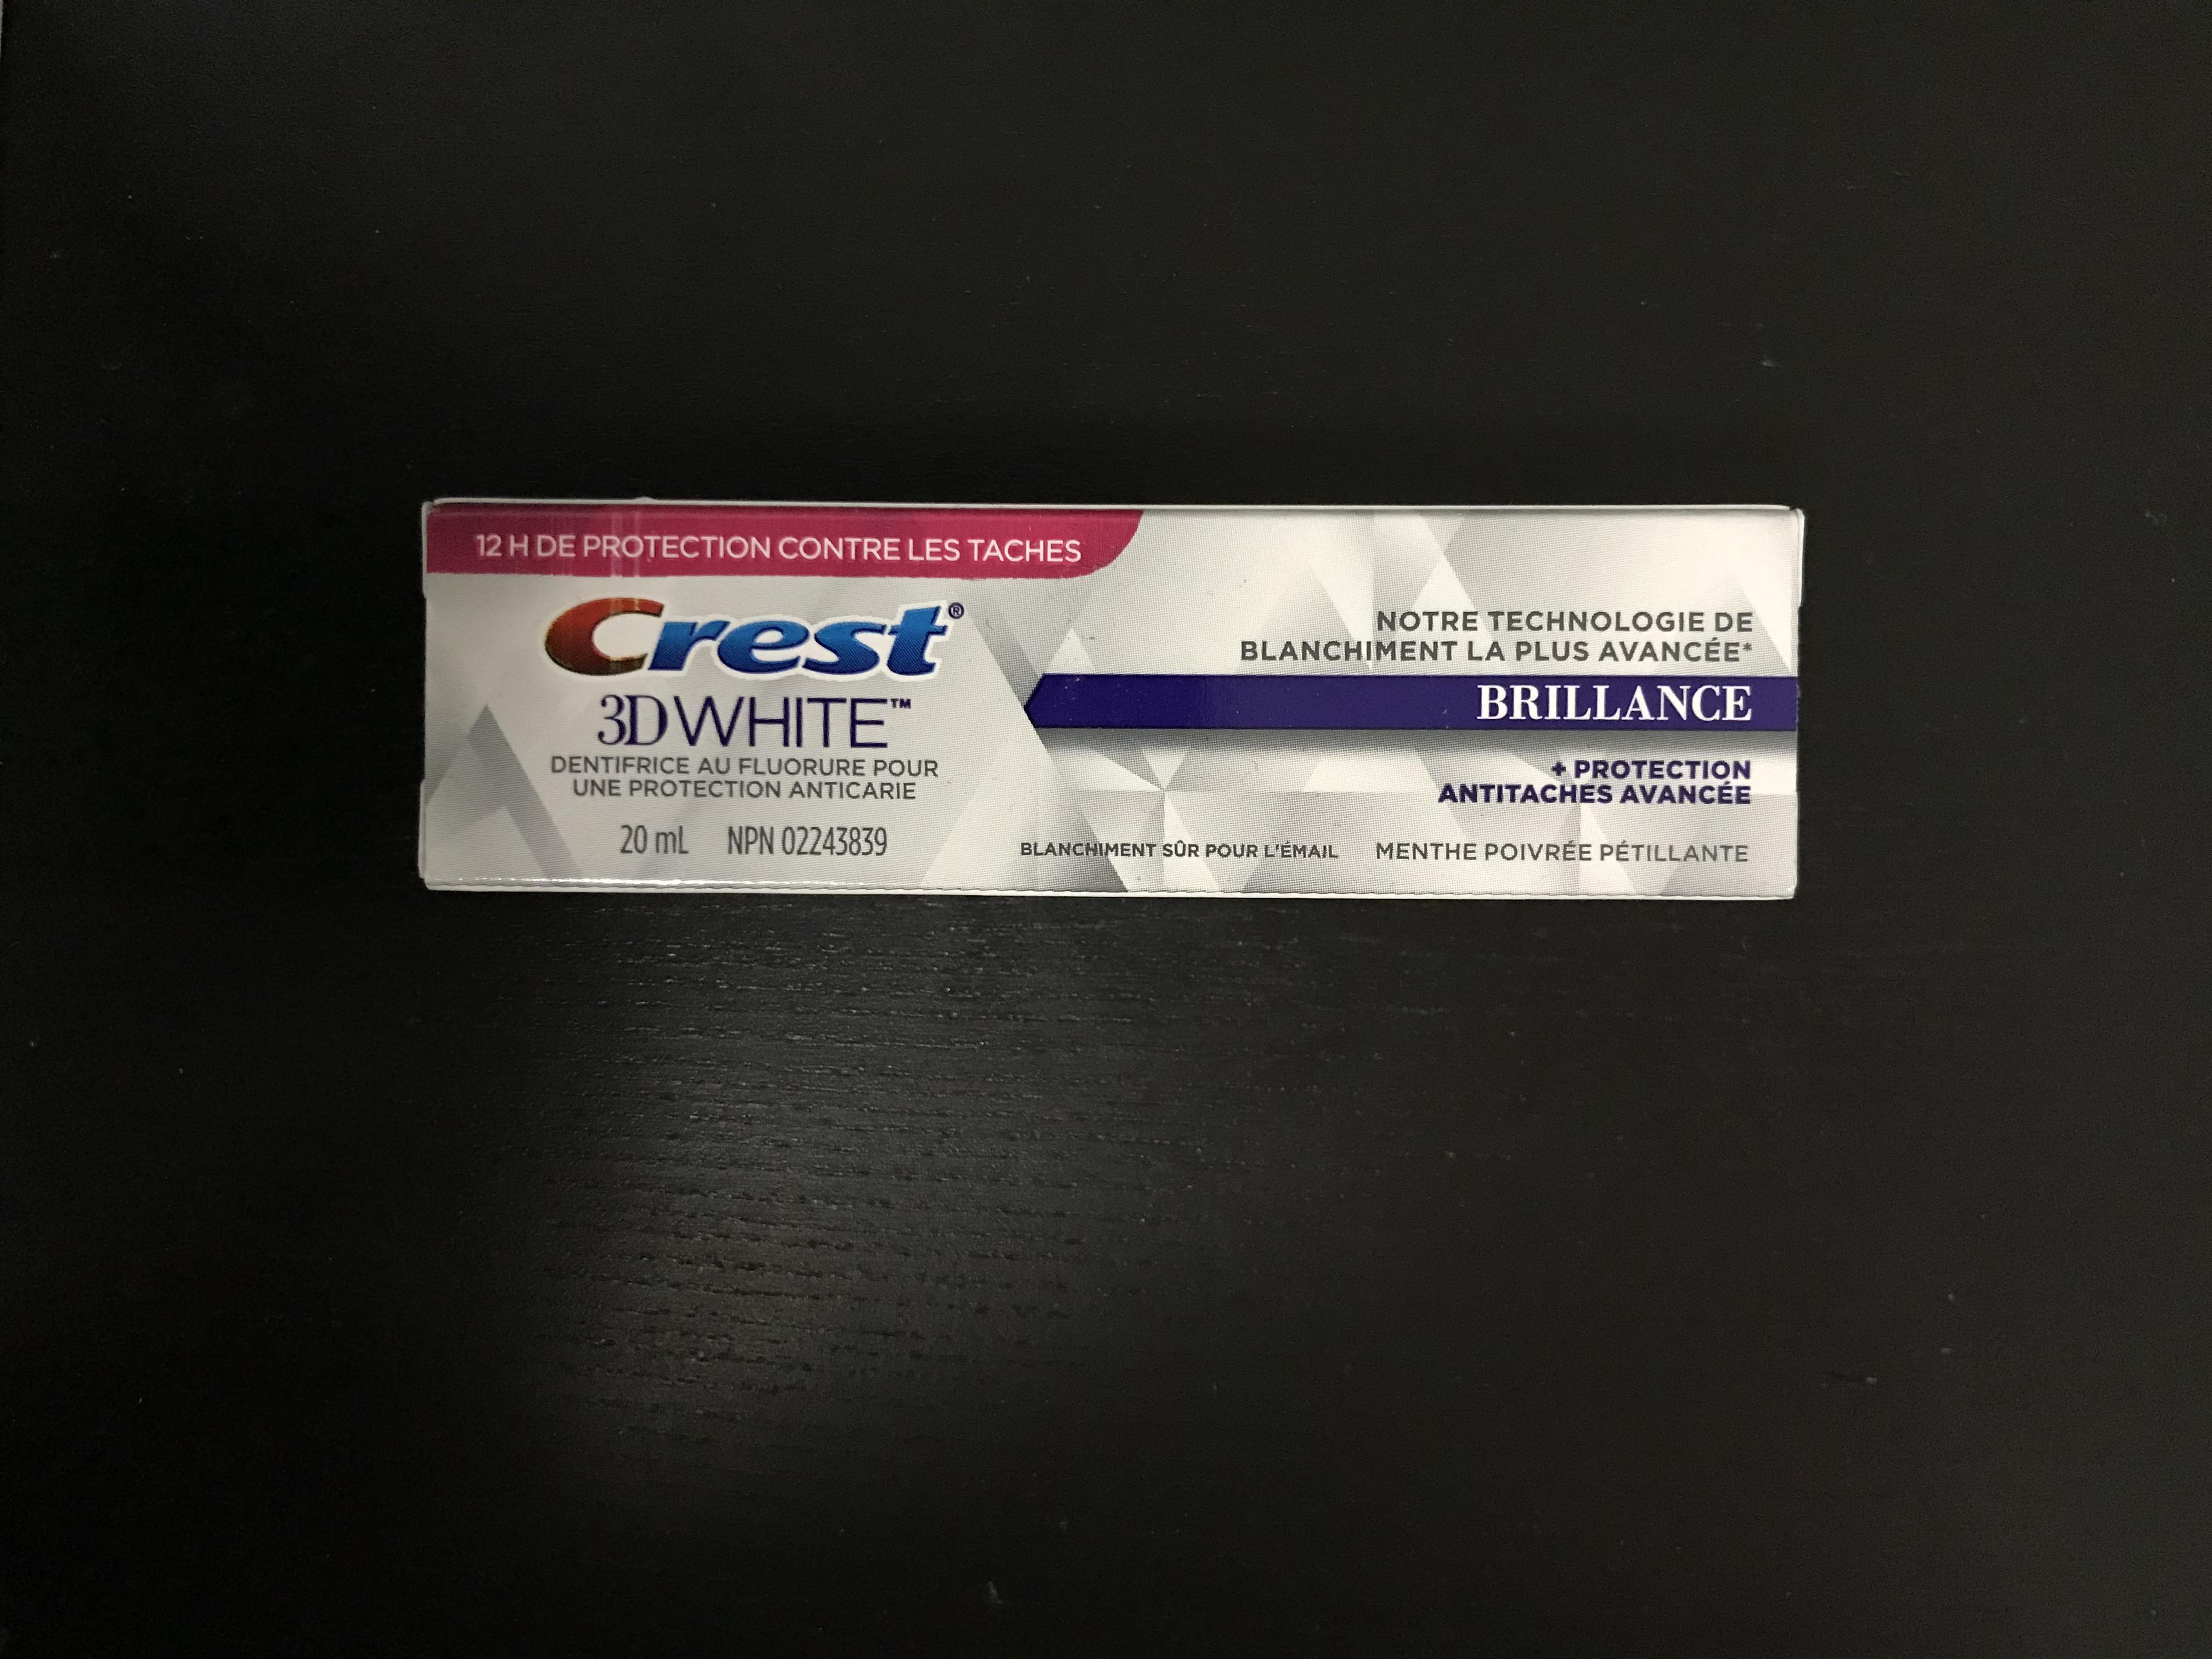 12 H DE PROTECTION CONTRE LES TACHES
Crest®
3D WHITE™
DENTIFRICE AU FLUORURE POUR
UNE PROTECTION ANTICARIE
20 mL NPN 02243839
NOTRE TECHNOLOGIE DE
BLANCHIMENT LA PLUS AVANCÉE*
BRILLANCE
+ PROTECTION
ANTITACHES AVANCÉE
BLANCHIMENT SÛR POUR L'ÉMAIL MENTHE POIVRÉE PÉTILLANTE